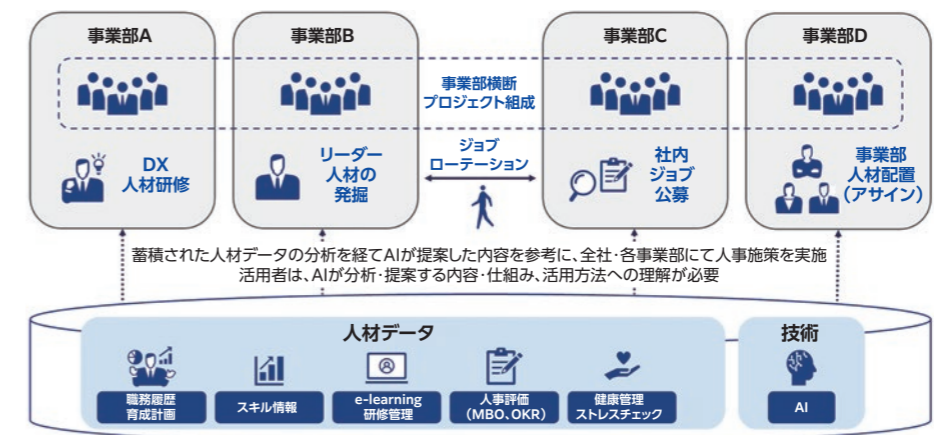 事業部A
事業部B
事業部C
事業部D
事業部横断
プロジェクト組成
DX
人材研修
リーダー
人材の
発掘
ジョブ
ローテーション
社内
ジョブ
公募
事業部
人材配置
(アサイン)
蓄積された人材データの分析を経てAIが提案した内容を参考に、全社・各事業部にて人事施策を実施
活用者は、AIが分析・提案する内容・仕組み、活用方法への理解が必要
人材データ
技術
職務履歴
育成計画
スキル情報
e-learning
研修管理
人事評価
(MBO、OKR)
健康管理
ストレスチェック
AI